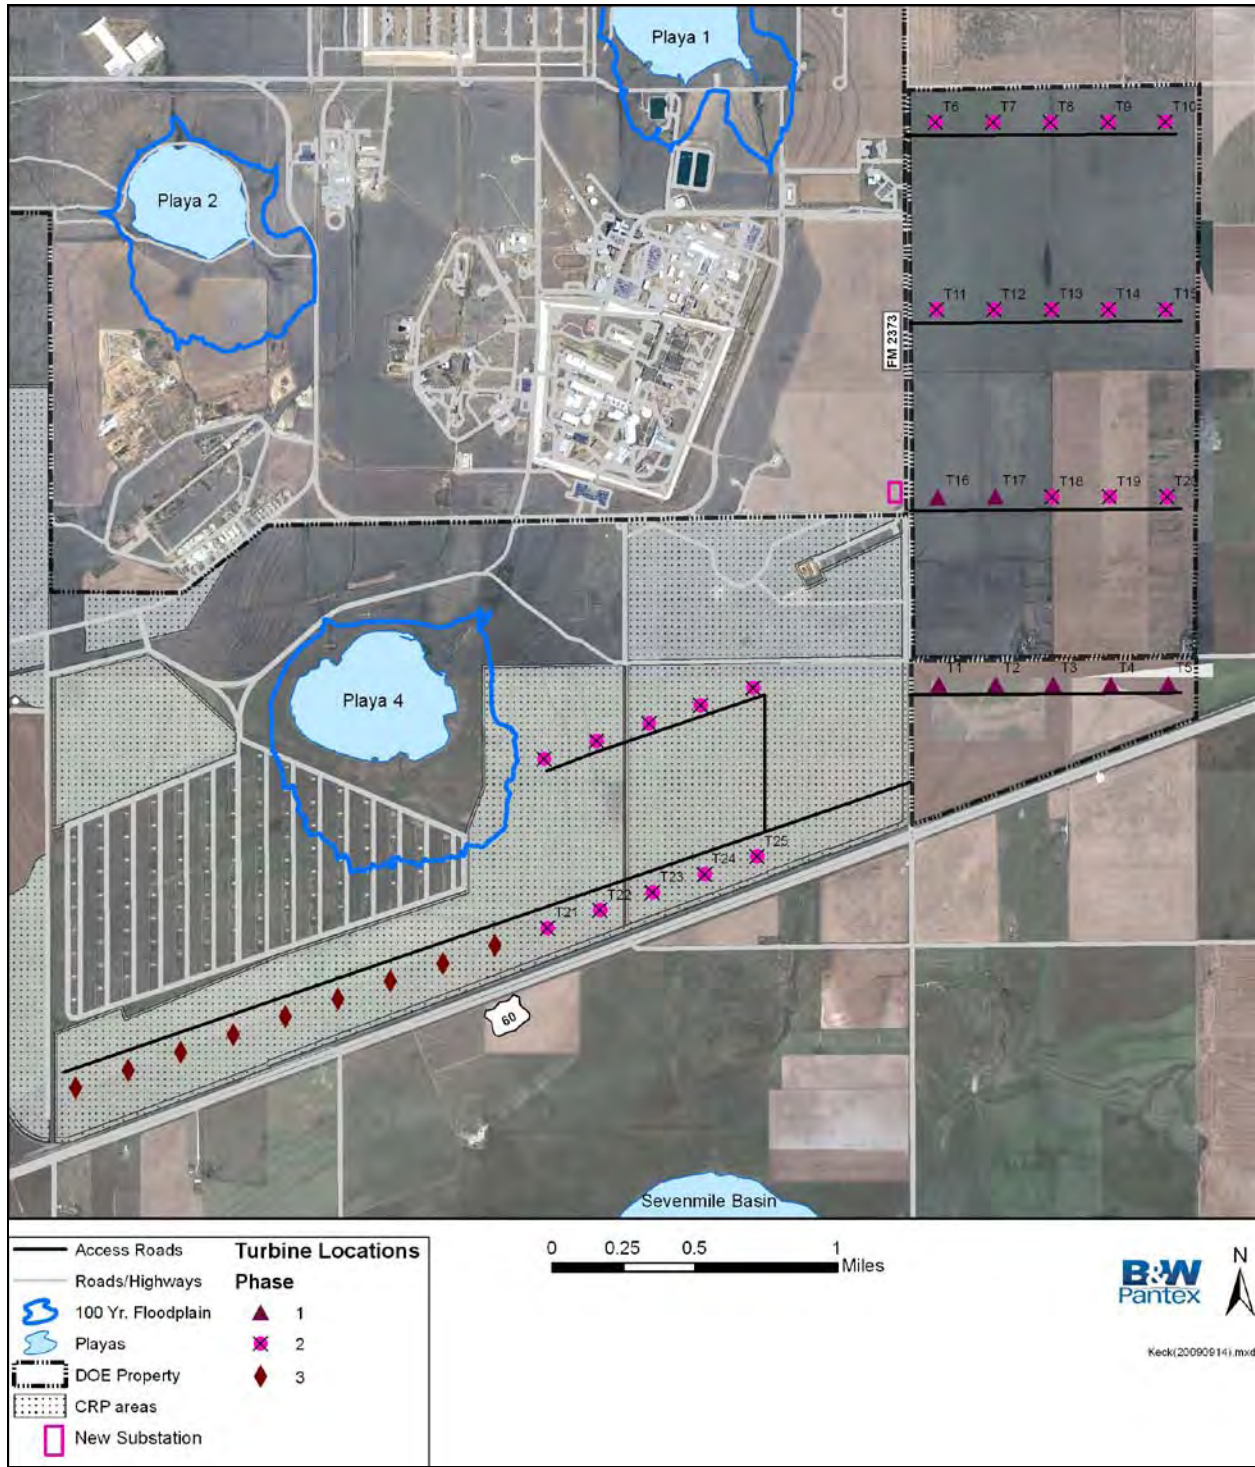 Playa 1
T6 T7 T8 T9 T10
Playa 2
T11 T12 T13 T14 T15
FM 2373
T16 T17 T18 T19 T20
T1 T2 T3 T4 T5
Playa 4
T25
T24
T23
T22
T21
60
Sevenmile Basin
Access Roads
Roads/Highways
100 Yr. Floodplain
Playas
DOE Property
CRP areas
New Substation
Turbine Locations
Phase
1
2
3
0 0.25 0.5 1
Miles
B&W
Pantex
N
Keck(20090914).mxd